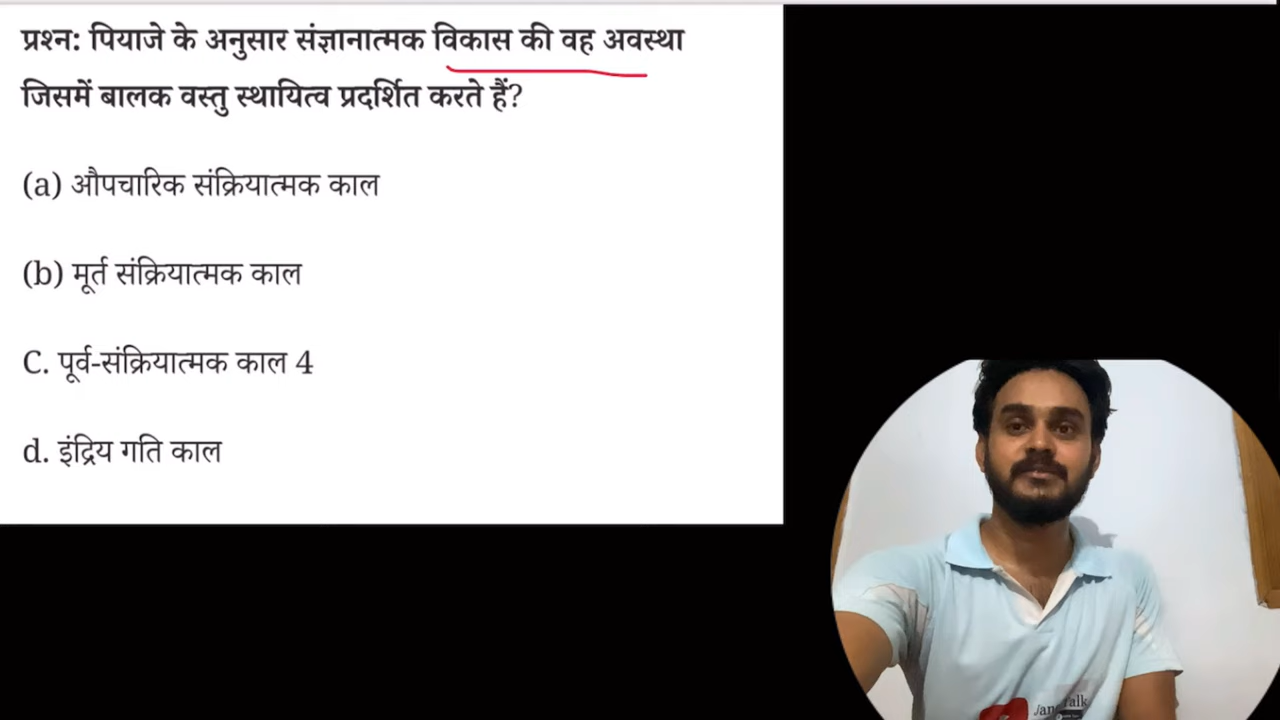 प्रश्न: पियाजे के अनुसार संज्ञानात्मक विकास की वह अवस्था
जिसमें बालक वस्तु स्थायित्व प्रदर्शित करते हैं?
(a) औपचारिक संक्रियात्मक काल
(b) मूर्त संक्रियात्मक काल
C. पूर्व-संक्रियात्मक काल 4
d. इंद्रिय गति काल